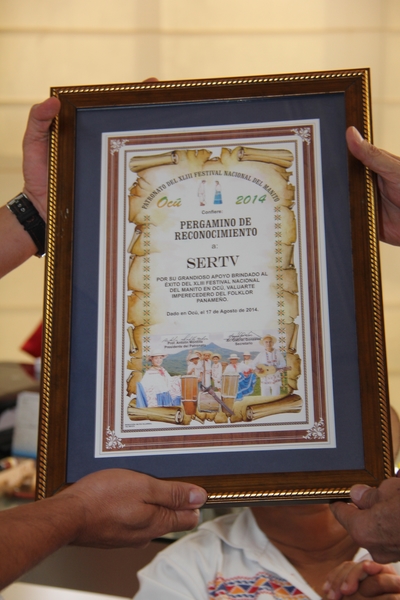 PATRONATO DEL XLIII FESTIVAL NACIONAL DEL MANITO
Ocú 2014
Confiere
PERGAMINO DE
RECONOCIMIENTO
a:
SERTV
POR SU GRANDIOSO APOYO BRINDADO AL
ÉXITO DEL XLIII FESTIVAL NACIONAL
DEL MANITO EN OCÚ, VALUARTE
IMPERECEDERO DEL FOLKLOR
PANAMEÑO.
Dado en Ocú, el 17 de Agosto de 2014.